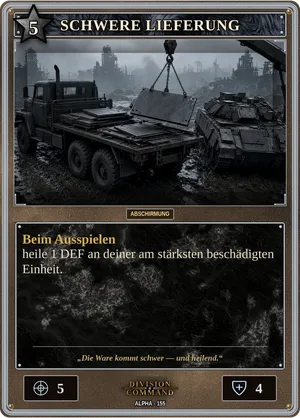 5
SCHWERE LIEFERUNG
ABSCHIRMUNG
Beim Ausspielen
heile 1 DEF an deiner am stärksten beschädigten
Einheit.
„Die Ware kommt schwer — und heilend.“
5
DIVISION
COMMAND
ALPHA - 155
4